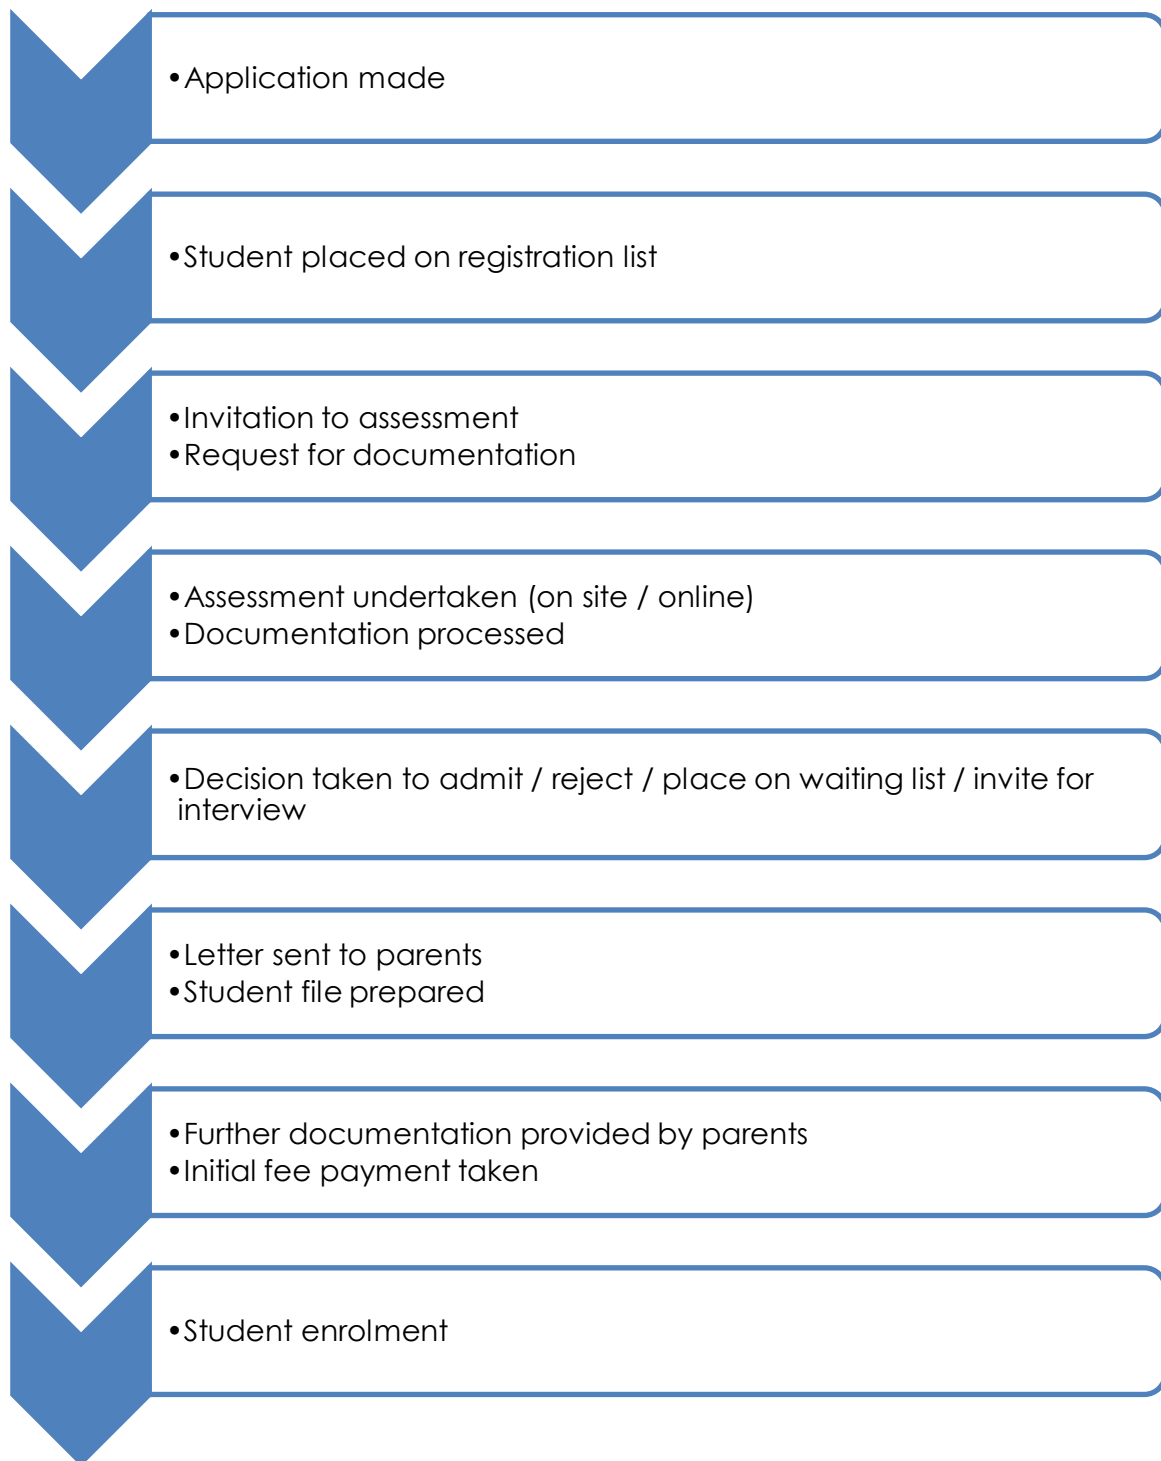 •Application made
•Student placed on registration list
•Invitation to assessment
•Request for documentation
•Assessment undertaken (on site / online)
•Documentation processed
•Decision taken to admit / reject / place on waiting list / invite for
interview
•Letter sent to parents
•Student file prepared
•Further documentation provided by parents
•Initial fee payment taken
•Student enrolment